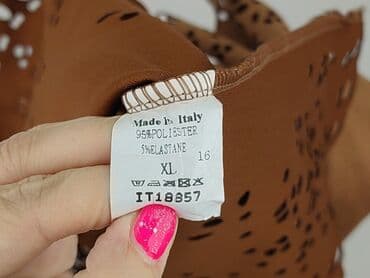 Made in Italy
95%POLIESTER
5%ELASTANE
16
XL
IT18857